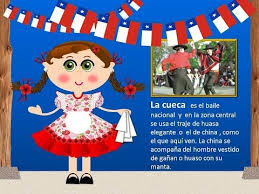 La cueca es el baile
nacional y en la zona central
se usa el traje de huasa
elegante o el de china , como
el que aquí ven. La china se
acompaña del hombre vestido
de gañan o huaso con su
manta.